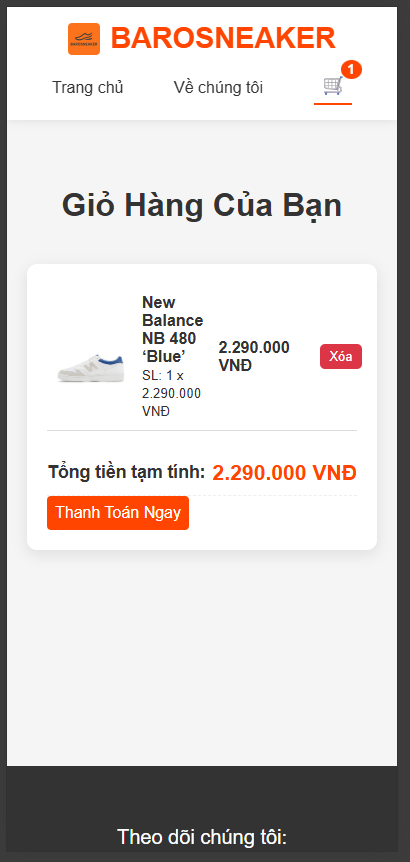 BAROSNEAKER
BAROSNEAKER
Trang chủ
Về chúng tôi
1
Giỏ Hàng Của Bạn
New
Balance
NB 480
‘Blue’
SL: 1 x
2.290.000
VNĐ
2.290.000
VNĐ
Xóa
Tổng tiền tạm tính: 2.290.000 VNĐ
Thanh Toán Ngay
Theo dõi chúng tôi: